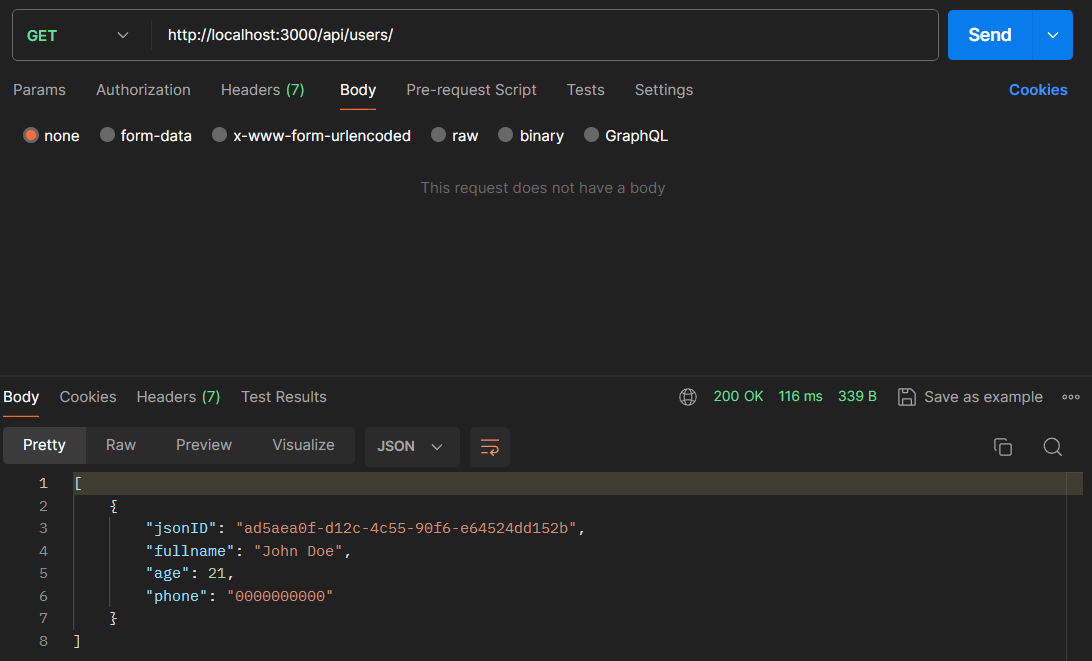 GET http://localhost:3000/api/users/ Send
Params Authorization Headers (7) Body Pre-request Script Tests Settings Cookies
none form-data x-www-form-urlencoded raw binary GraphQL
This request does not have a body
Body Cookies Headers (7) Test Results 200 OK 116 ms 339 B Save as example
Pretty Raw Preview Visualize JSON
1 [
2 {
3 "jsonID": "ad5aea0f-d12c-4c55-90f6-e64524dd152b",
4 "fullname": "John Doe",
5 "age": 21,
6 "phone": "0000000000"
7 }
8 ]